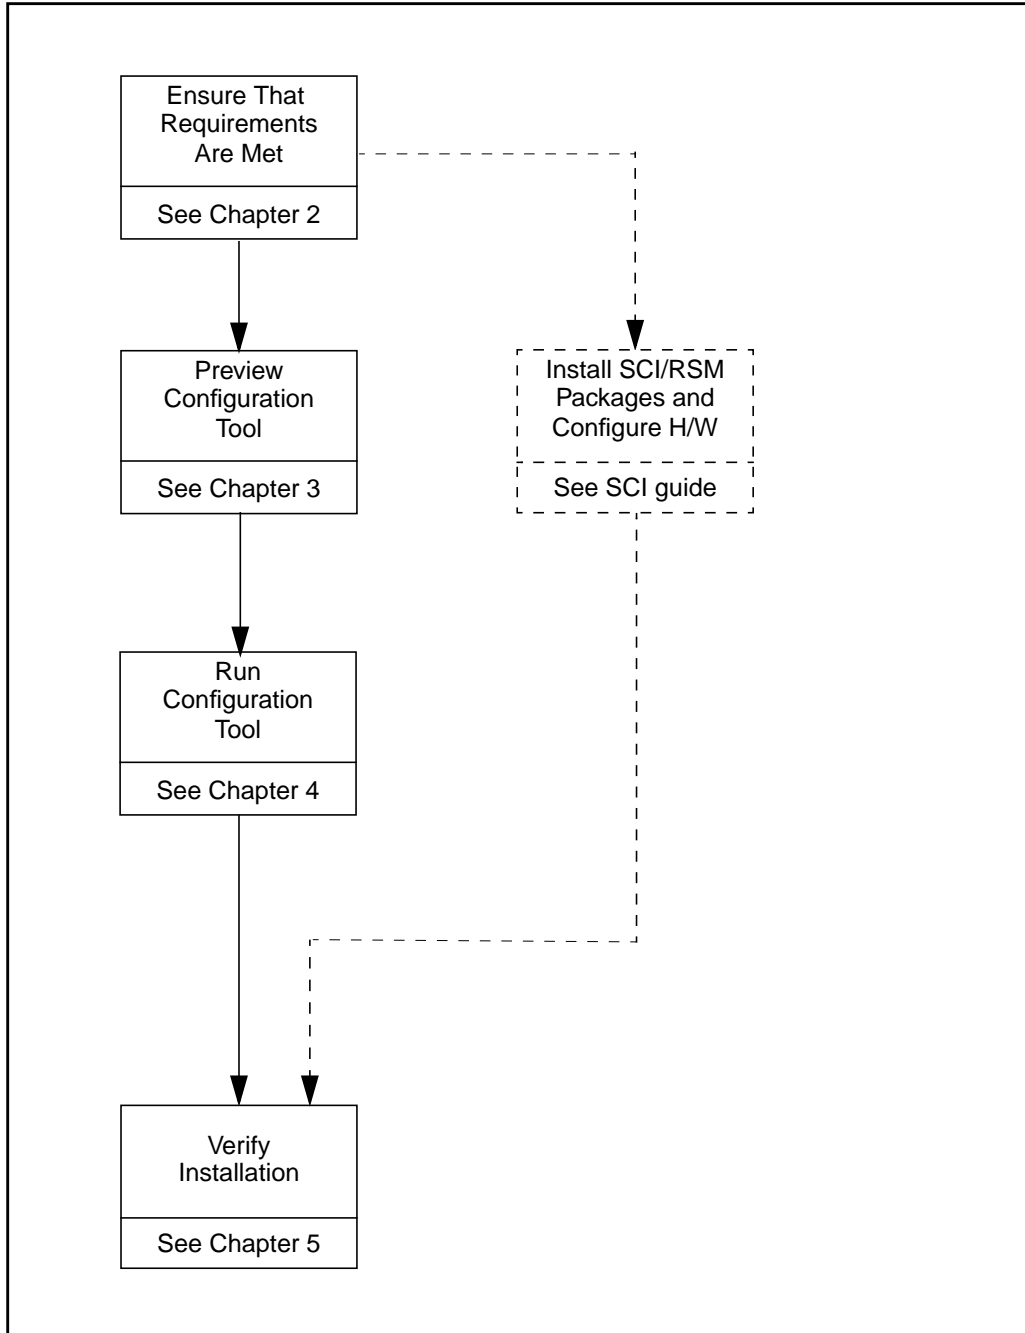 Ensure That
Requirements
Are Met
See Chapter 2
Preview
Configuration
Tool
See Chapter 3
Install SCI/RSM
Packages and
Configure H/W
See SCI guide
Run
Configuration
Tool
See Chapter 4
Verify
Installation
See Chapter 5